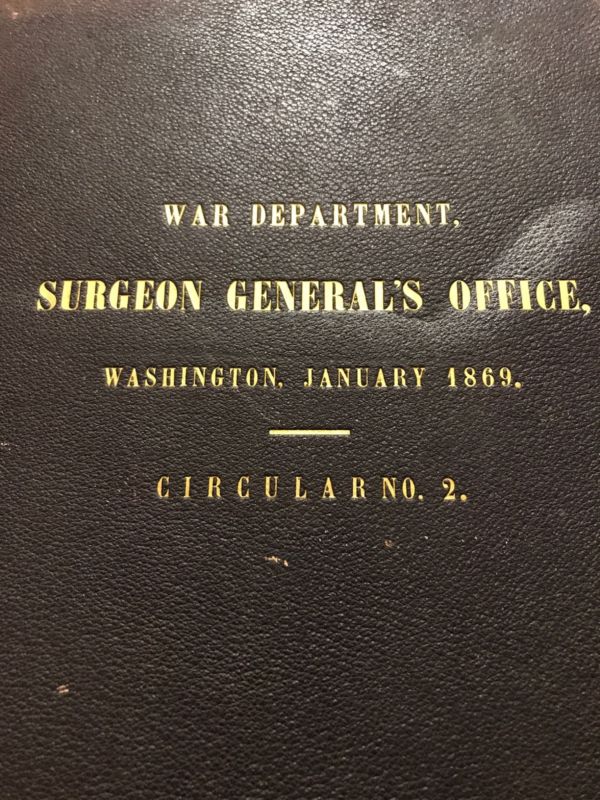 WAR DEPARTMENT,
SURGEON GENERAL'S OFFICE,
WASHINGTON, JANUARY 1869.
CIRCULAR NO. 2.